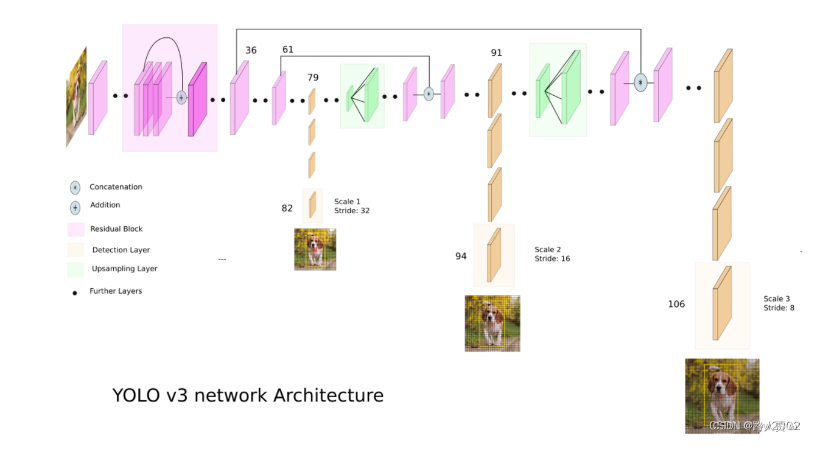 36
61
91
79
Concatenation
Addition
Residual Block
Detection Layer
Upsampling Layer
Further Layers
82
Scale 1
Stride: 32
94
Scale 2
Stride: 16
106
Scale 3
Stride: 8
YOLO v3 network Architecture
CSDN